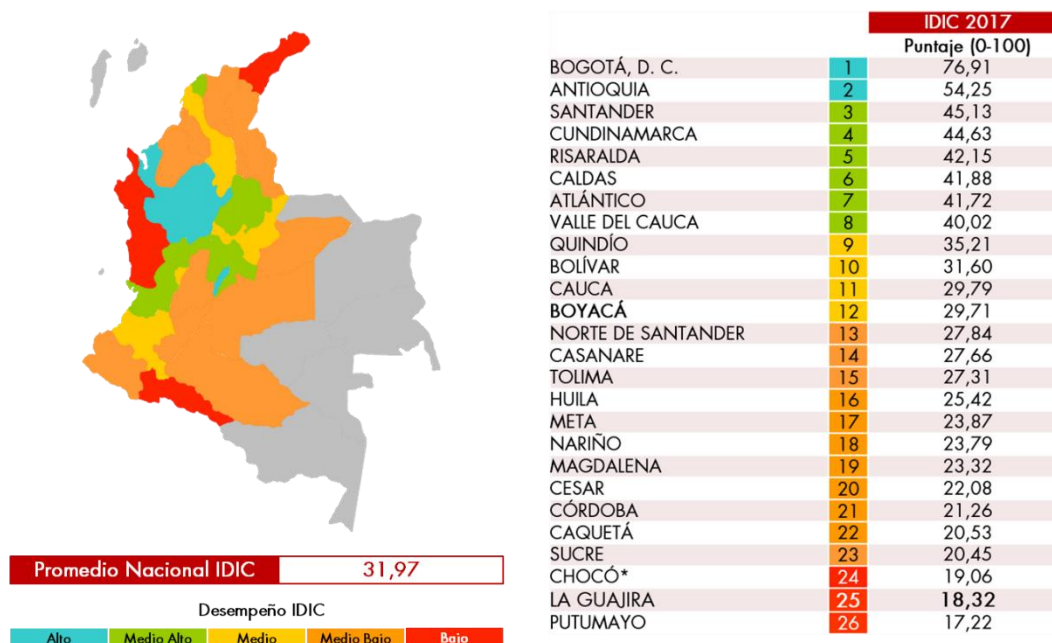 Promedio Nacional IDIC 31,97
Desempeño IDIC
Alto Medio Alto Medio Medio Bajo Bajo
IDIC 2017
Puntaje (0-100)
BOGOTÁ, D. C. 1 76,91
ANTIOQUIA 2 54,25
SANTANDER 3 45,13
CUNDINAMARCA 4 44,63
RISARALDA 5 42,15
CALDAS 6 41,88
ATLÁNTICO 7 41,72
VALLE DEL CAUCA 8 40,02
QUINDÍO 9 35,21
BOLÍVAR 10 31,60
CAUCA 11 29,79
BOYACÁ 12 29,71
NORTE DE SANTANDER 13 27,84
CASANARE 14 27,66
TOLIMA 15 27,31
HUILA 16 25,42
META 17 23,87
NARIÑO 18 23,79
MAGDALENA 19 23,32
CESAR 20 22,08
CÓRDOBA 21 21,26
CAQUETÁ 22 20,53
SUCRE 23 20,45
CHOCÓ* 24 19,06
LA GUAJIRA 25 18,32
PUTUMAYO 26 17,22